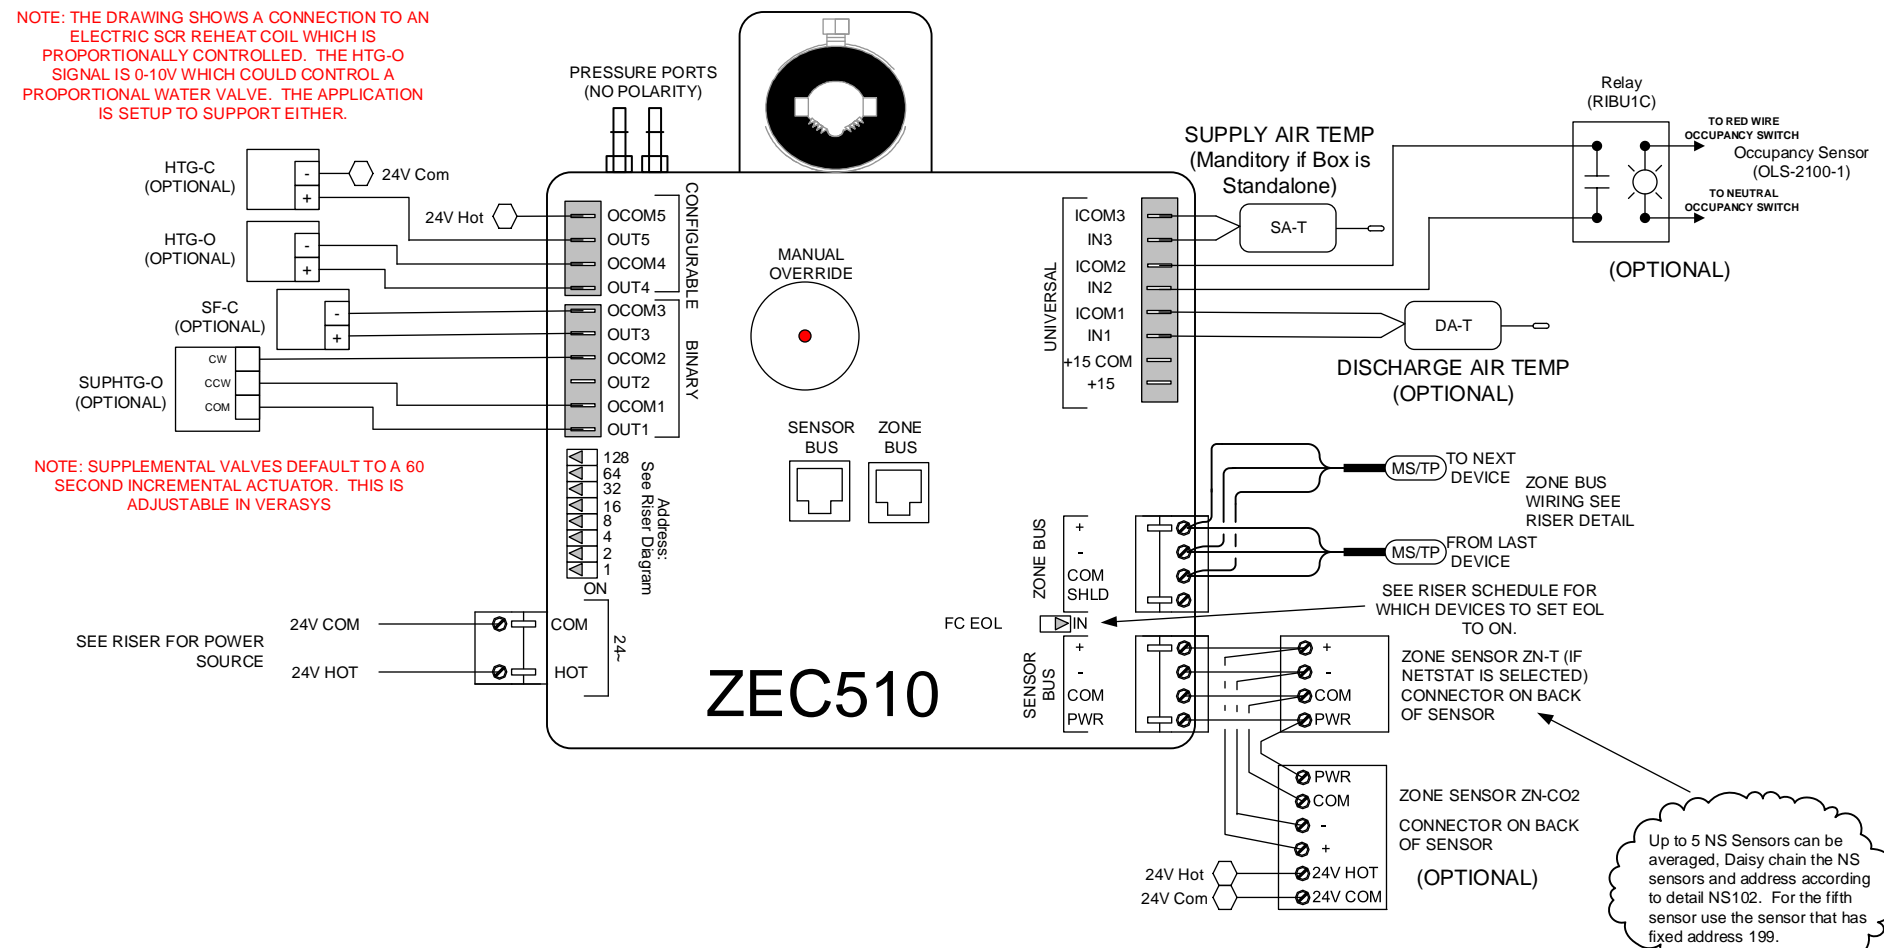 NOTE: THE DRAWING SHOWS A CONNECTION TO AN
ELECTRIC SCR REHEAT COIL WHICH IS
PROPORTIONALLY CONTROLLED. THE HTG-O
SIGNAL IS 0-10V WHICH COULD CONTROL A
PROPORTIONAL WATER VALVE. THE APPLICATION
IS SETUP TO SUPPORT EITHER.
PRESSURE PORTS
(NO POLARITY)
HTG-C
(OPTIONAL)
-
+
24V Com
HTG-O
(OPTIONAL)
-
+
SF-C
(OPTIONAL)
-
+
SUPHTG-O
(OPTIONAL)
CW
CCW
COM
NOTE: SUPPLEMENTAL VALVES DEFAULT TO A 60
SECOND INCREMENTAL ACTUATOR. THIS IS
ADJUSTABLE IN VERASYS
24V Hot
OCOM5
OUT5
OCOM4
OUT4
CONFIGURABLE
OCOM3
OUT3
OCOM2
OUT2
OCOM1
OUT1
BINARY
128
64
32
16
8
4
2
1
ON
Address:
See Riser Diagram
SEE RISER FOR POWER
SOURCE
24V COM
24V HOT
COM
HOT
24~
MANUAL
OVERRIDE
SENSOR
BUS
ZONE
BUS
ZEC510
UNIVERSAL
ICOM3
IN3
ICOM2
IN2
ICOM1
IN1
+15 COM
+15
SUPPLY AIR TEMP
(Manditory if Box is
Standalone)
SA-T
Relay
(RIBU1C)
TO RED WIRE
OCCUPANCY SWITCH
Occupancy Sensor
(OLS-2100-1)
TO NEUTRAL
OCCUPANCY SWITCH
(OPTIONAL)
DA-T
DISCHARGE AIR TEMP
(OPTIONAL)
ZONE BUS
+
-
COM
SHLD
MS/TP
TO NEXT
DEVICE
MS/TP
FROM LAST
DEVICE
ZONE BUS
WIRING SEE
RISER DETAIL
FC EOL
IN
SEE RISER SCHEDULE FOR
WHICH DEVICES TO SET EOL
TO ON.
SENSOR
BUS
+
-
COM
PWR
+
-
COM
PWR
ZONE SENSOR ZN-T (IF
NETSTAT IS SELECTED)
CONNECTOR ON BACK
OF SENSOR
PWR
COM
-
+
24V HOT
24V COM
24V Hot
24V Com
ZONE SENSOR ZN-CO2
CONNECTOR ON BACK
OF SENSOR
(OPTIONAL)
Up to 5 NS Sensors can be
averaged, Daisy chain the NS
sensors and address according
to detail NS102. For the fifth
sensor use the sensor that has
fixed address 199.